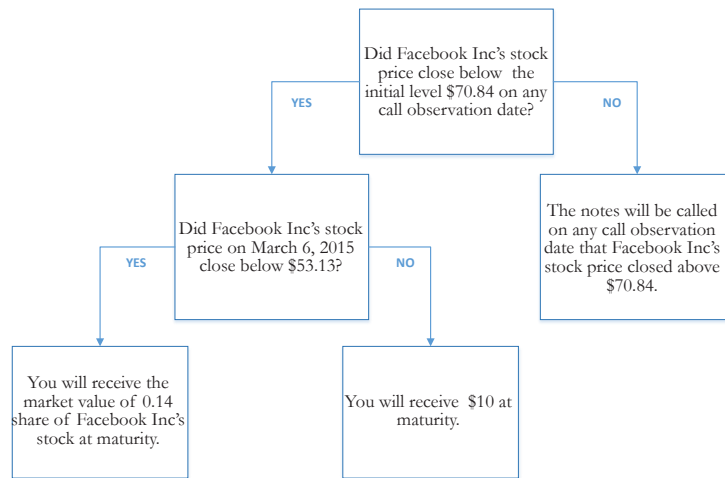 Did Facebook Inc's stock
price close below the
initial level $70.84 on any
call observation date?
YES
NO
Did Facebook Inc's stock
price on March 6, 2015
close below $53.13?
The notes will be called
on any call observation
date that Facebook Inc's
stock price closed above
$70.84.
YES
NO
You will receive the
market value of 0.14
share of Facebook Inc's
stock at maturity.
You will receive $10 at
maturity.